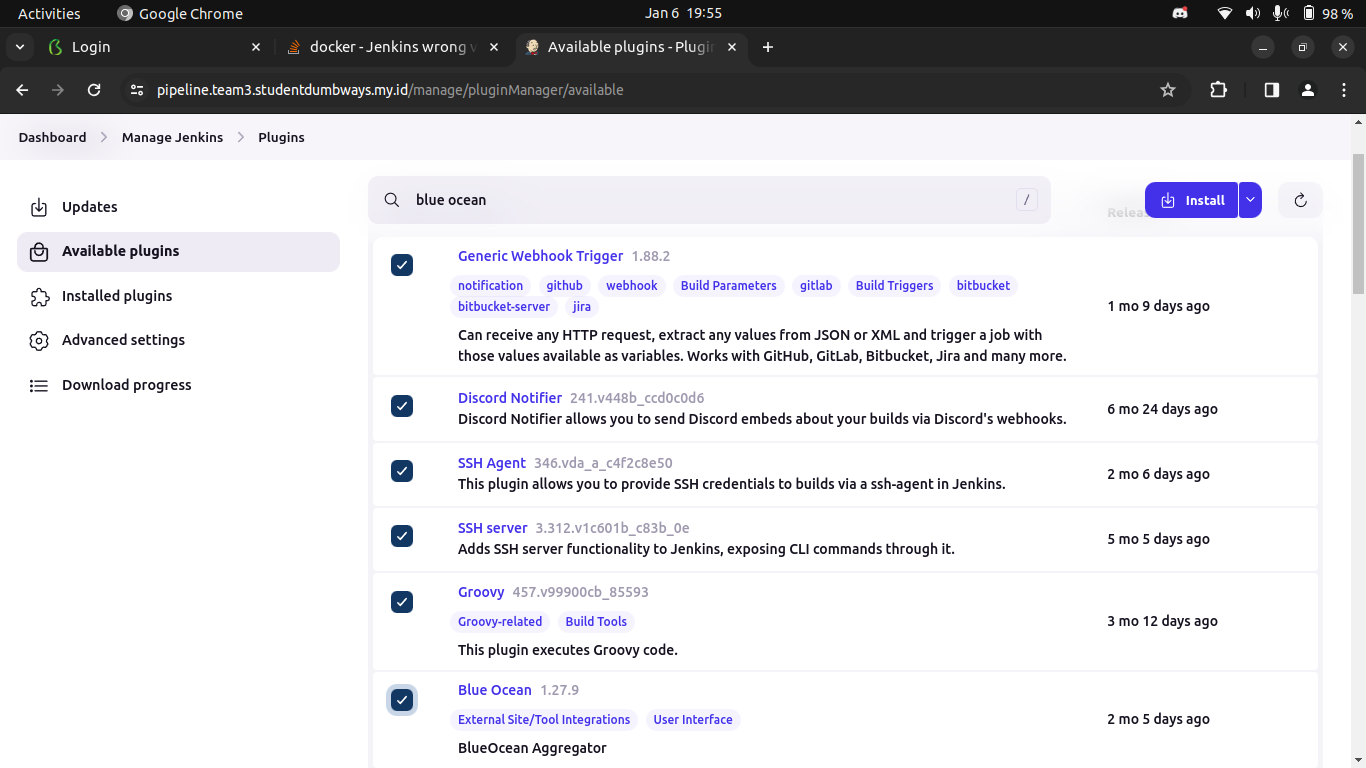 Activities
Google Chrome
Jan 6 19:55
98 %
Login
docker - Jenkins wrong v
Available plugins - Plugin
pipeline.team3.studentdumbways.my.id/manage/pluginManager/available
Dashboard
Manage Jenkins
Plugins
Updates
Available plugins
Installed plugins
Advanced settings
Download progress
blue ocean
/
Install
Generic Webhook Trigger 1.88.2
notification github webhook Build Parameters gitlab Build Triggers bitbucket
bitbucket-server jira
Can receive any HTTP request, extract any values from JSON or XML and trigger a job with
those values available as variables. Works with GitHub, GitLab, Bitbucket, Jira and many more.
1 mo 9 days ago
Discord Notifier 241.v448b_ccd0c0d6
Discord Notifier allows you to send Discord embeds about your builds via Discord's webhooks.
6 mo 24 days ago
SSH Agent 346.vda_a_c4f2c8e50
This plugin allows you to provide SSH credentials to builds via a ssh-agent in Jenkins.
2 mo 6 days ago
SSH server 3.312.v1c601b_c83b_0e
Adds SSH server functionality to Jenkins, exposing CLI commands through it.
5 mo 5 days ago
Groovy 457.v99900cb_85593
Groovy-related Build Tools
This plugin executes Groovy code.
3 mo 12 days ago
Blue Ocean 1.27.9
External Site/Tool Integrations User Interface
BlueOcean Aggregator
2 mo 5 days ago